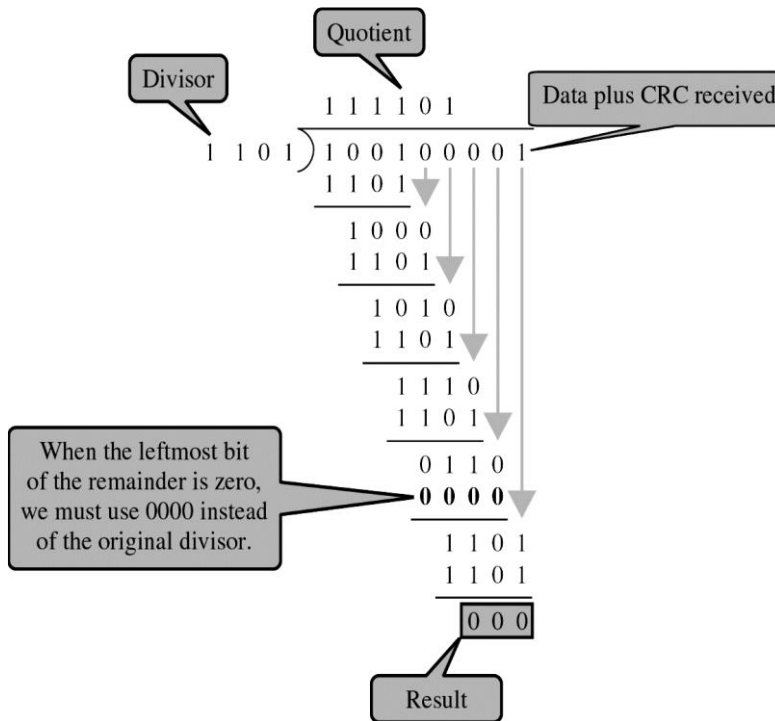 Quotient
Divisor
1 1 1 1 0 1
Data plus CRC received
1 1 0 1 1 0 0 1 0 0 0 0 1
1 1 0 1
1 0 0 0
1 1 0 1
1 0 1 0
1 1 0 1
1 1 1 0
1 1 0 1
When the leftmost bit
of the remainder is zero,
we must use 0000 instead
of the original divisor.
0 1 1 0
0 0 0 0
1 1 0 1
1 1 0 1
0 0 0
Result